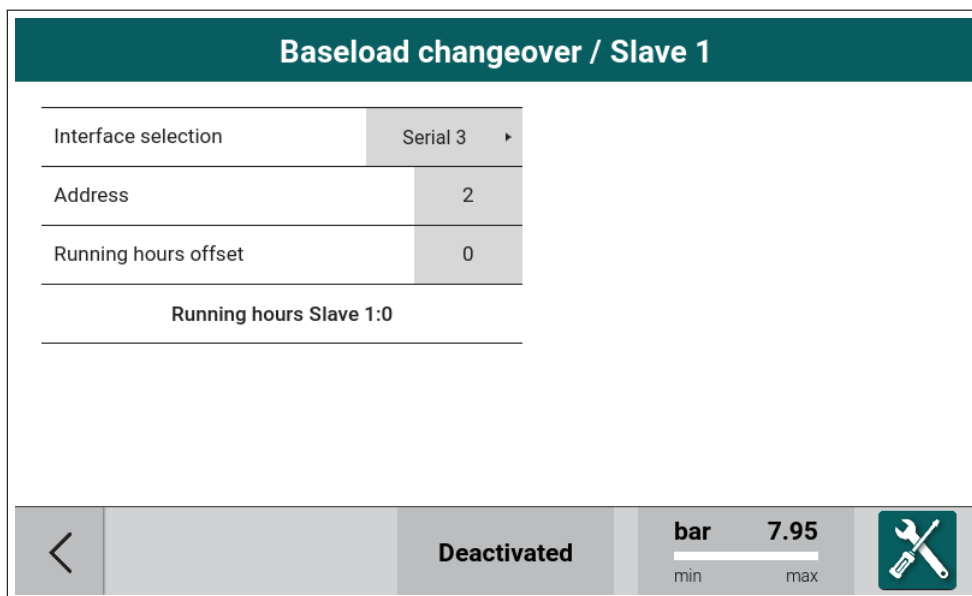 Baseload changeover / Slave 1
Interface selection Serial 3
Address 2
Running hours offset 0
Running hours Slave 1:0
Deactivated
bar 7.95
min max